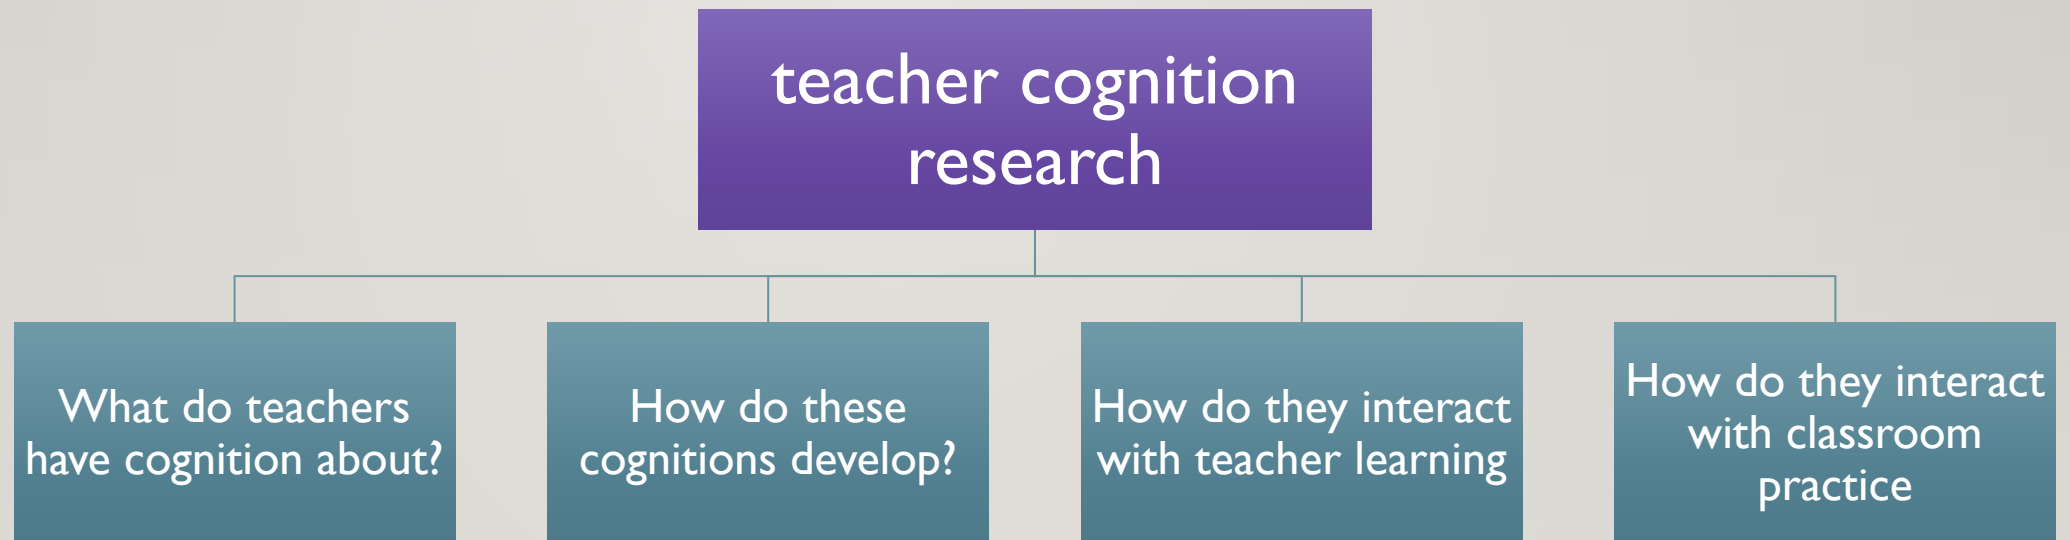 teacher cognition
research
What do teachers
have cognition about?
How do these
cognitions develop?
How do they interact
with teacher learning
How do they interact
with classroom
practice